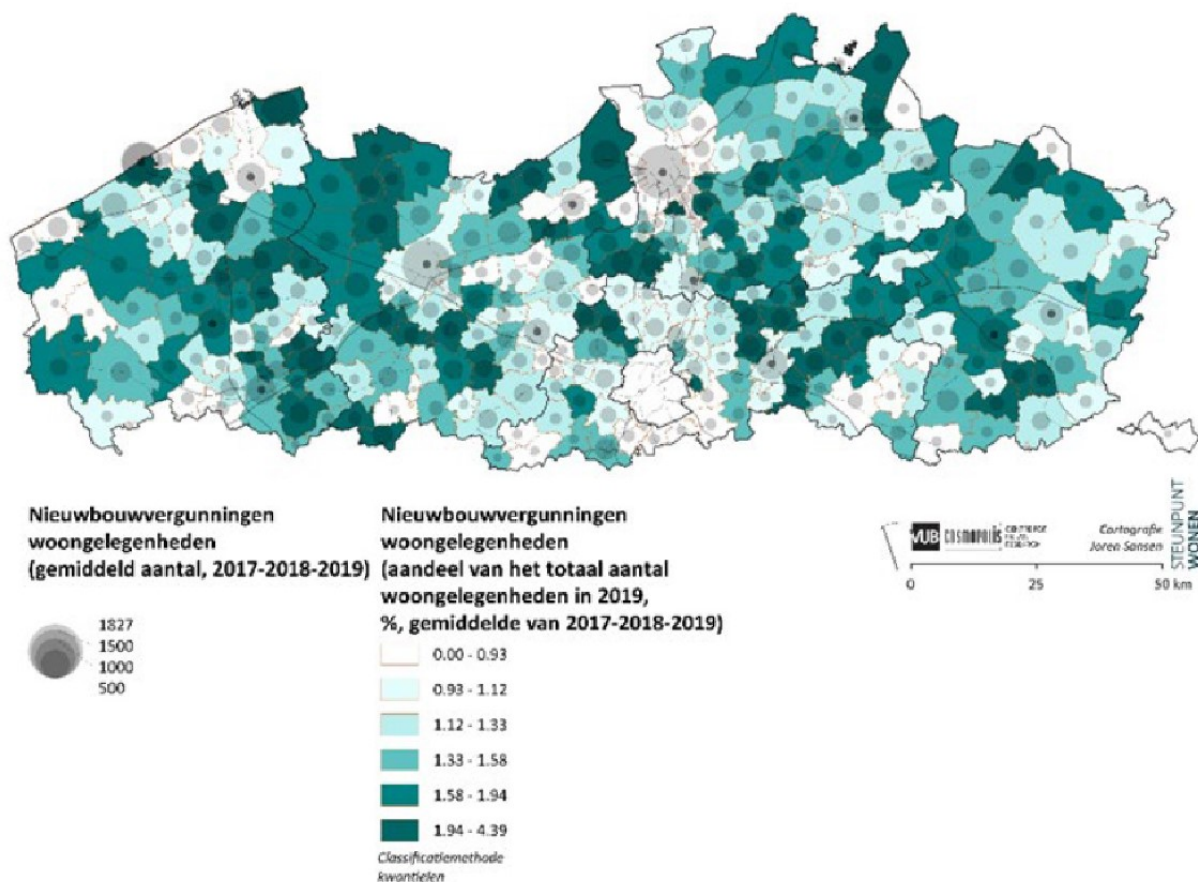 Nieuwbouwvergunningen
woongelegenheden
(gemiddeld aantal, 2017-2018-2019)
1827
1500
1000
500
Nieuwbouwvergunningen
woongelegenheden
(aandeel van het totaal aantal
woongelegenheden in 2019,
%, gemiddelde van 2017-2018-2019)
0.00 - 0.93
0.93 - 1.12
1.12 - 1.33
1.33 - 1.58
1.58 - 1.94
1.94 - 4.39
Classificatiemethode
kwantielen
VUB COSMOPOLIS
Cartografie
Joren Sansen
0 25 50 km
STEUNPUNT
WONEN